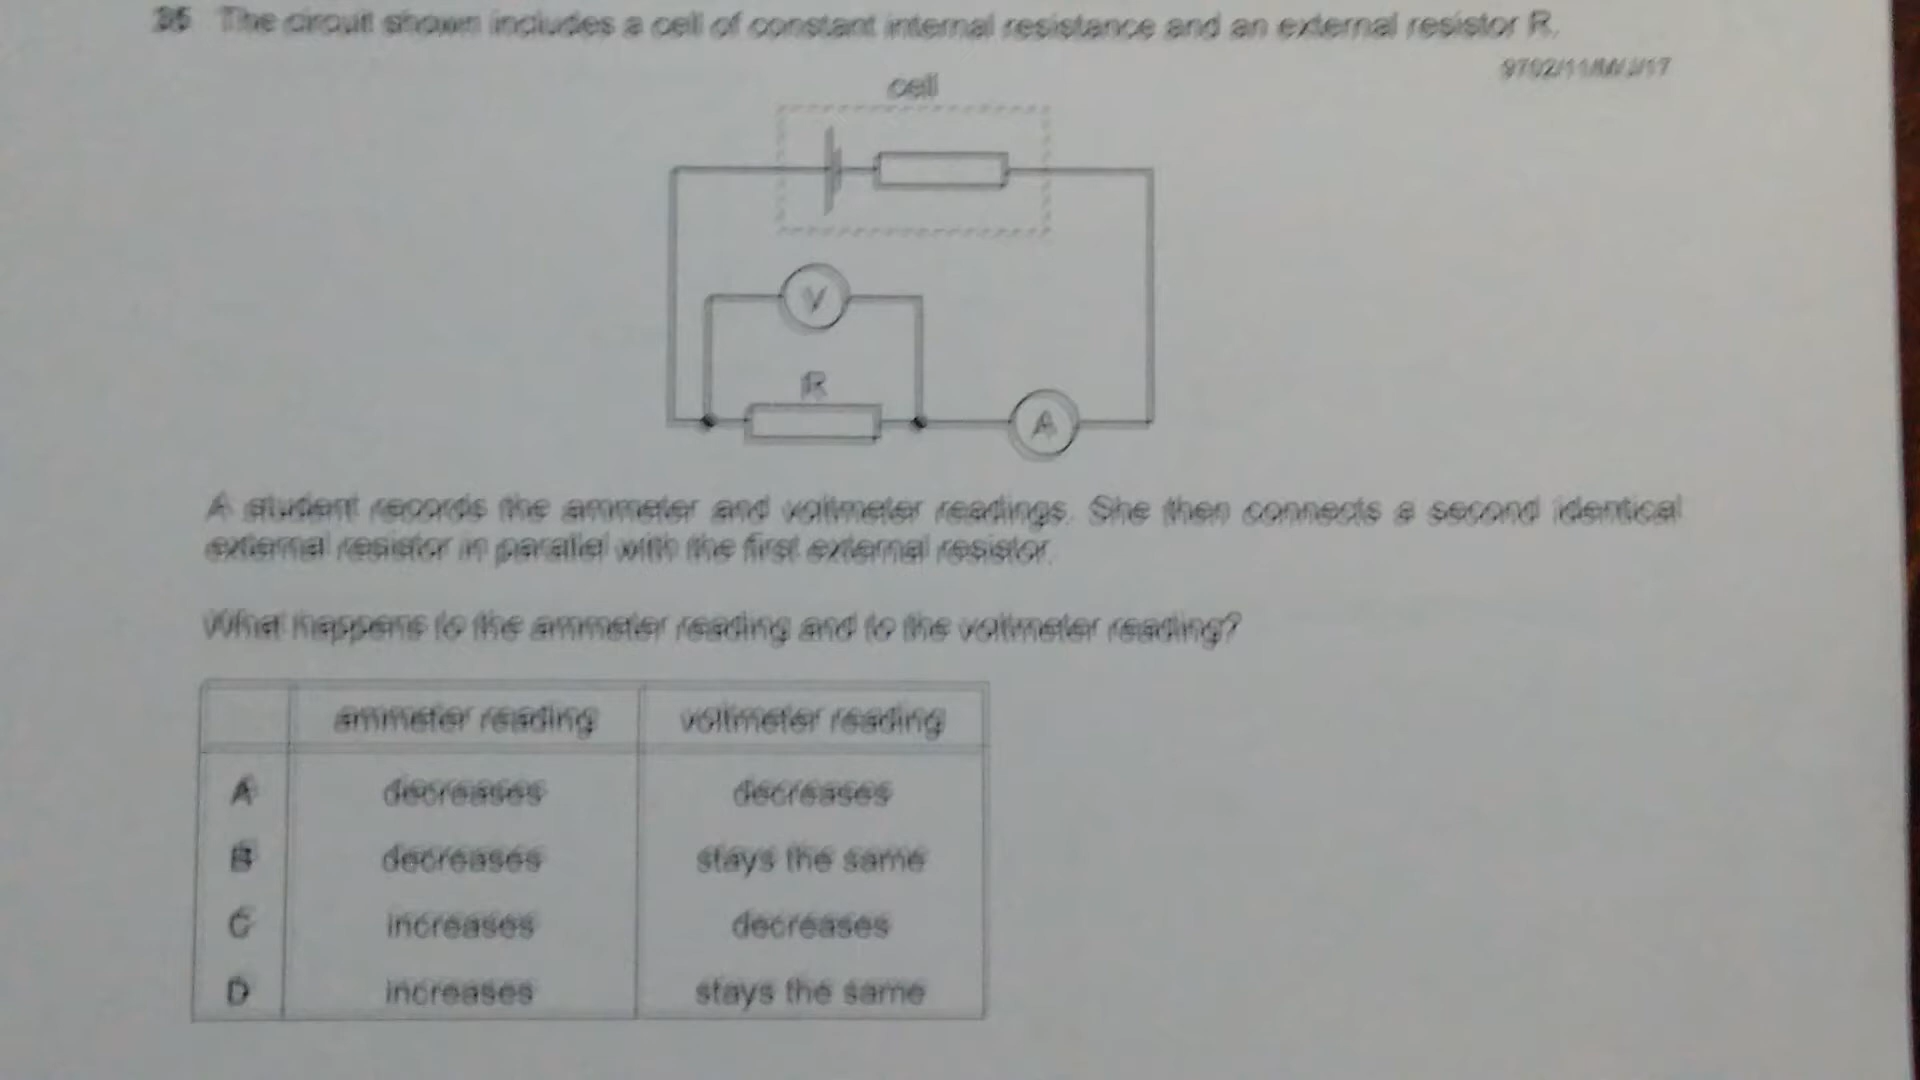 35 The circuit shown includes a cell of constant internal resistance and an external resistor R.
9702/11/M/J/17
cell
V
R
A
A student records the ammeter and voltmeter readings. She then connects a second identical
external resistor in parallel with the first external resistor.
What happens to the ammeter reading and to the voltmeter reading?
ammeter reading voltmeter reading
A decreases decreases
B decreases stays the same
C increases decreases
D increases stays the same